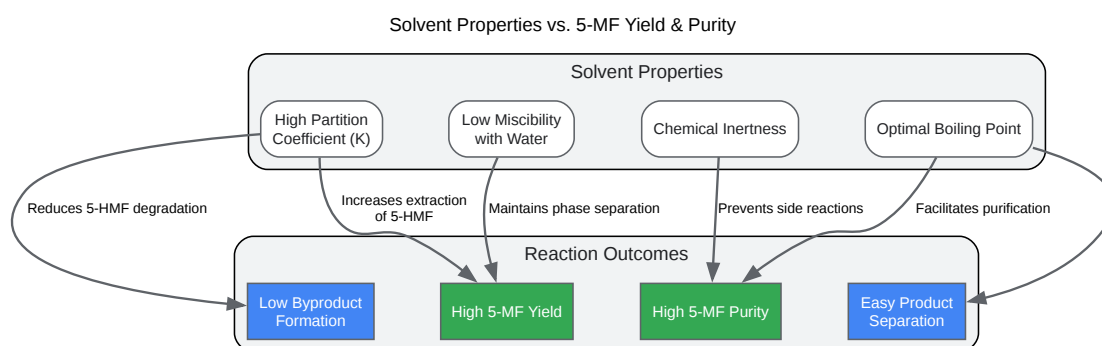 Solvent Properties vs. 5-MF Yield & Purity
Solvent Properties
High Partition
Coefficient (K)
Low Miscibility
with Water
Chemical Inertness
Optimal Boiling Point
Reduces 5-HMF degradation
Increases extraction
of 5-HMF
Maintains phase separation
Prevents side reactions
Facilitates purification
Reaction Outcomes
Low Byproduct
Formation
High 5-MF Yield
High 5-MF Purity
Easy Product
Separation